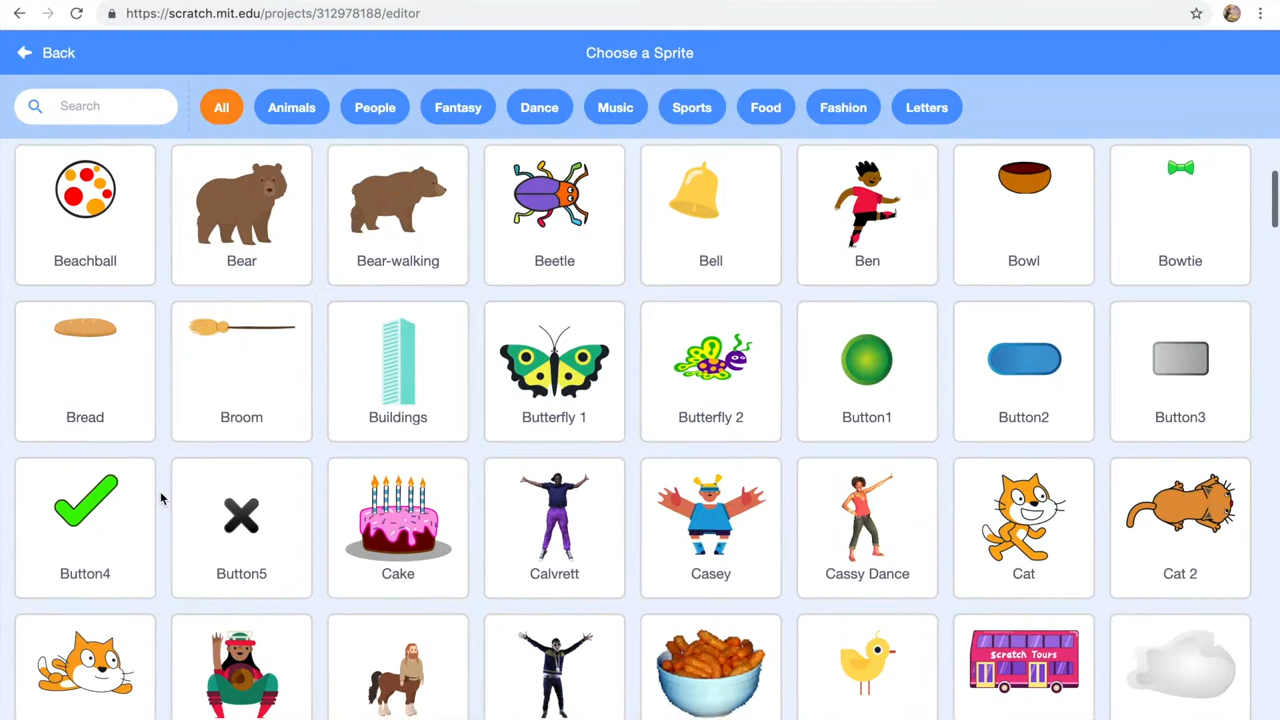 https://scratch.mit.edu/projects/312978188/editor
Back
Choose a Sprite
Search
All
Animals
People
Fantasy
Dance
Music
Sports
Food
Fashion
Letters
Beachball
Bear
Bear-walking
Beetle
Bell
Ben
Bowl
Bowtie
Bread
Broom
Buildings
Butterfly 1
Butterfly 2
Button1
Button2
Button3
Button4
Button5
Cake
Calvrett
Casey
Cassy Dance
Cat
Cat 2
Scratch Tours